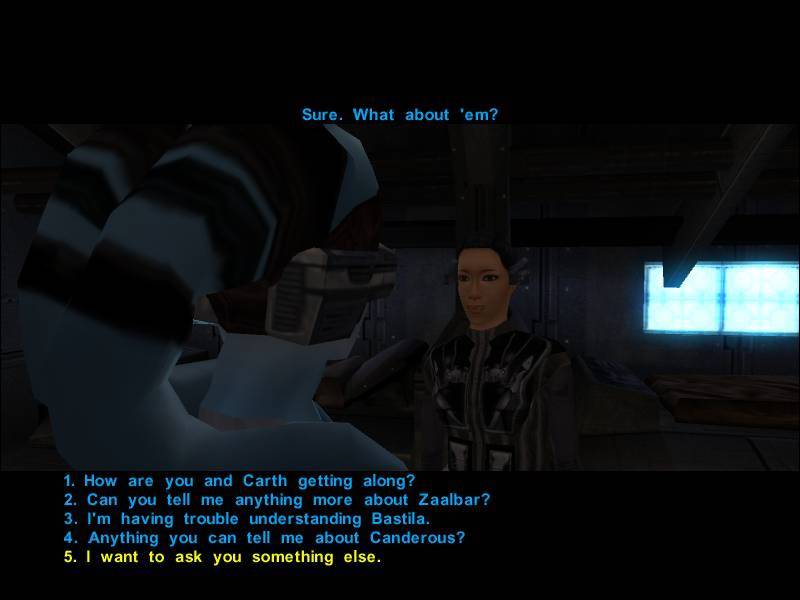 Sure. What about 'em?
1. How are you and Carth getting along?
2. Can you tell me anything more about Zaalbar?
3. I'm having trouble understanding Bastila.
4. Anything you can tell me about Canderous?
5. I want to ask you something else.